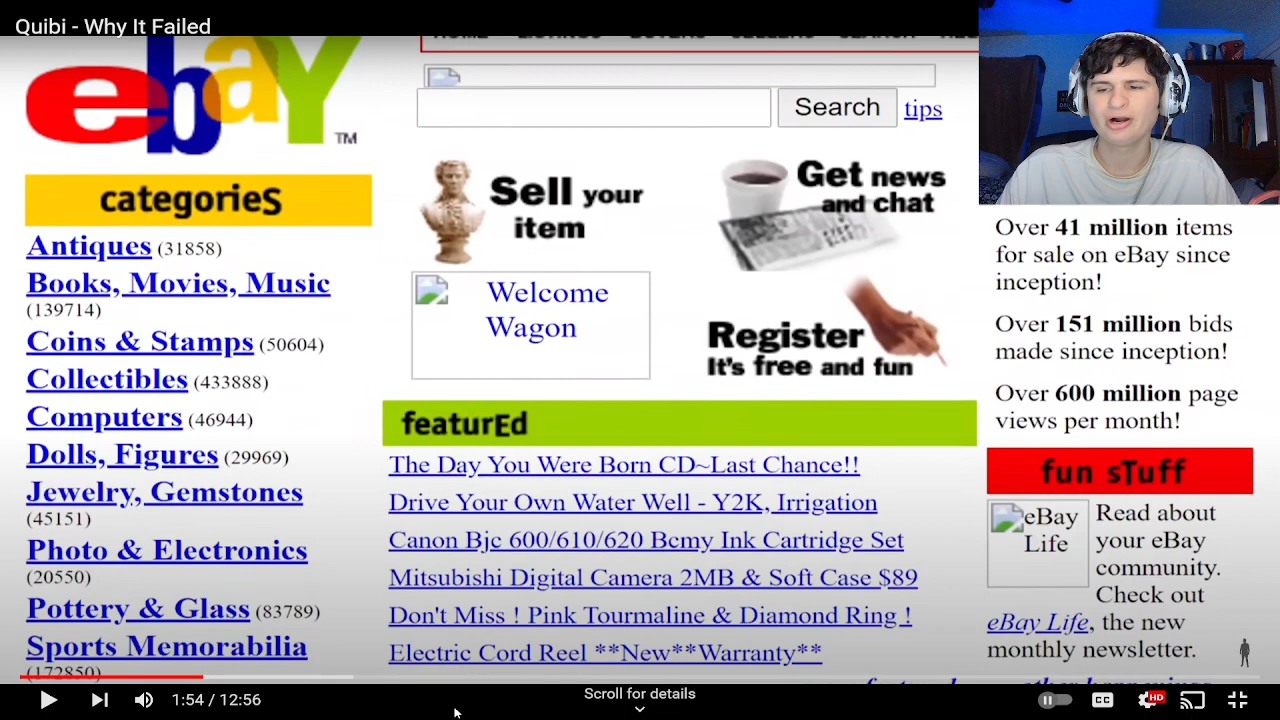 Quibi - Why It Failed
ebaY™
Search
tips
categorieS
Antiques (31858)
Books, Movies, Music
(139714)
Coins & Stamps (50604)
Collectibles (433888)
Computers (46944)
Dolls, Figures (29969)
Jewelry, Gemstones
(45151)
Photo & Electronics
(20550)
Pottery & Glass (83789)
Sports Memorabilia
(172850)
Sell your
item
Get news
and chat
Welcome
Wagon
Register
It's free and fun
featurEd
The Day You Were Born CD~Last Chance!!
Drive Your Own Water Well - Y2K, Irrigation
Canon Bjc 600/610/620 Bcmy Ink Cartridge Set
Mitsubishi Digital Camera 2MB & Soft Case $89
Don't Miss ! Pink Tourmaline & Diamond Ring !
Electric Cord Reel **New**Warranty**
Over 41 million items
for sale on eBay since
inception!
Over 151 million bids
made since inception!
Over 600 million page
views per month!
fun sTuff
eBay
Life
Read about
your eBay
community.
Check out
eBay Life, the new
monthly newsletter.
1:54 / 12:56
Scroll for details
CC
HD